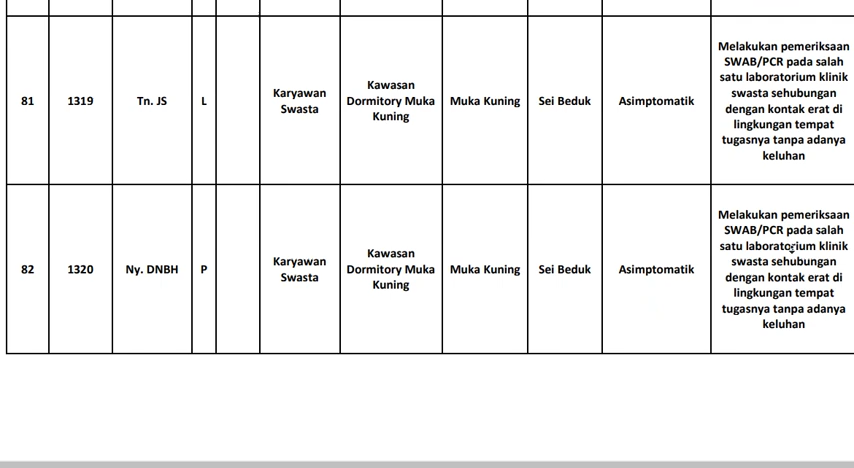 81 1319 Tn. JS L Karyawan Swasta Kawasan Dormitory Muka Kuning Muka Kuning Sei Beduk Asimptomatik Melakukan pemeriksaan SWAB/PCR pada salah satu laboratorium klinik swasta sehubungan dengan kontak erat di lingkungan tempat tugasnya tanpa adanya keluhan
82 1320 Ny. DNBH P Karyawan Swasta Kawasan Dormitory Muka Kuning Muka Kuning Sei Beduk Asimptomatik Melakukan pemeriksaan SWAB/PCR pada salah satu laboratorium klinik swasta sehubungan dengan kontak erat di lingkungan tempat tugasnya tanpa adanya keluhan